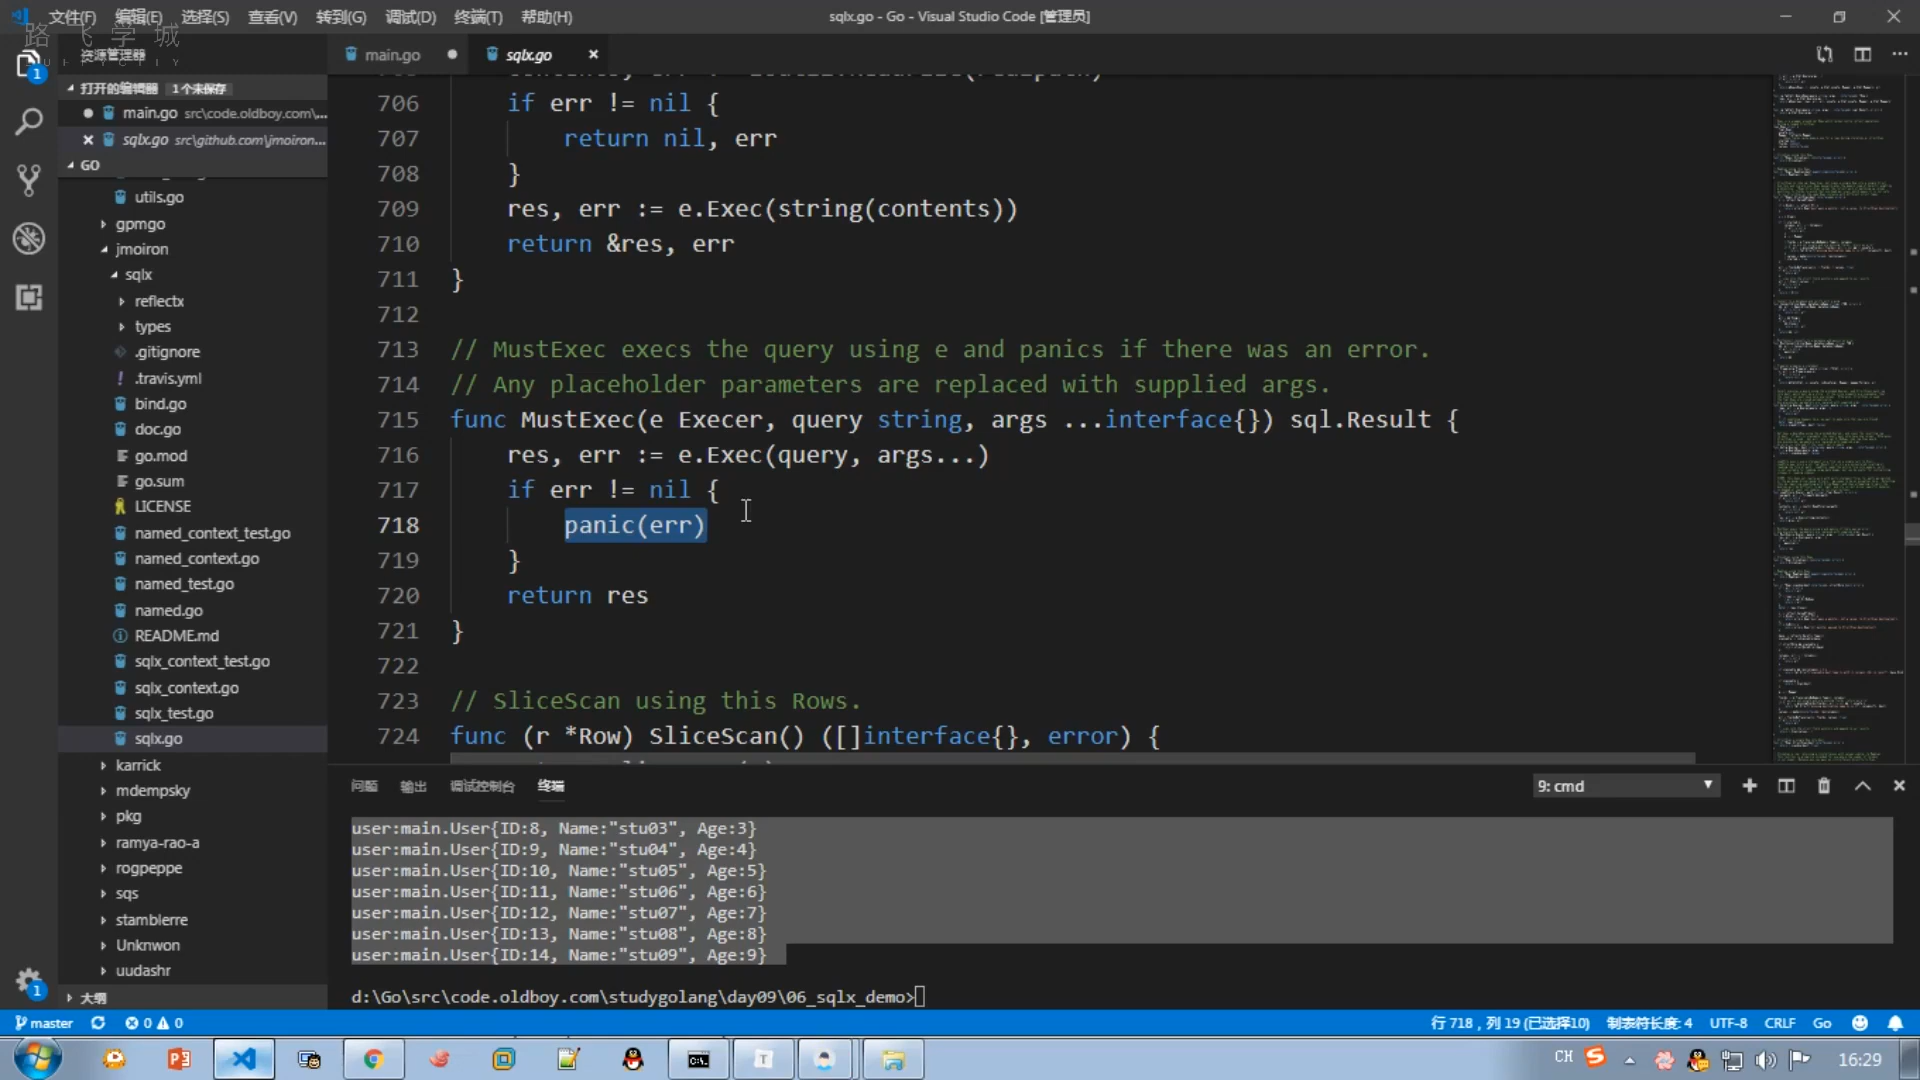 文件(F) 编辑(E) 选择(S) 查看(V) 转到(G) 调试(D) 终端(T) 帮助(H)
sqlx.go - Go - Visual Studio Code [管理员]
路飞学城
资源管理器
main.go
sqlx.go
打开的编辑器 1 个未保存
main.go src\code.oldboy.com\...
sqlx.go src\github.com\jmoiron...
GO
utils.go
gpmgo
jmoiron
sqlx
reflectx
types
.gitignore
.travis.yml
bind.go
doc.go
go.mod
go.sum
LICENSE
named_context_test.go
named_context.go
named_test.go
named.go
README.md
sqlx_context_test.go
sqlx_context.go
sqlx_test.go
sqlx.go
karrick
mdempsky
pkg
ramya-rao-a
rogpeppe
sqs
stamblerre
Unknwon
uudashr
大纲
706 if err != nil {
707 return nil, err
708 }
709 res, err := e.Exec(string(contents))
710 return &res, err
711 }
712
713 // MustExec execs the query using e and panics if there was an error.
714 // Any placeholder parameters are replaced with supplied args.
715 func MustExec(e Execer, query string, args ...interface{}) sql.Result {
716 res, err := e.Exec(query, args...)
717 if err != nil {
718 panic(err)
719 }
720 return res
721 }
722
723 // SliceScan using this Rows.
724 func (r *Row) SliceScan() ([]interface{}, error) {
问题 输出 调试控制台 终端
9: cmd
user:main.User{ID:8, Name:"stu03", Age:3}
user:main.User{ID:9, Name:"stu04", Age:4}
user:main.User{ID:10, Name:"stu05", Age:5}
user:main.User{ID:11, Name:"stu06", Age:6}
user:main.User{ID:12, Name:"stu07", Age:7}
user:main.User{ID:13, Name:"stu08", Age:8}
user:main.User{ID:14, Name:"stu09", Age:9}
d:\Go\src\code.oldboy.com\studygolang\day09\06_sqlx_demo>
master 0 0
行 718，列 19 (已选择10) 制表符长度: 4 UTF-8 CRLF Go
CH 16:29